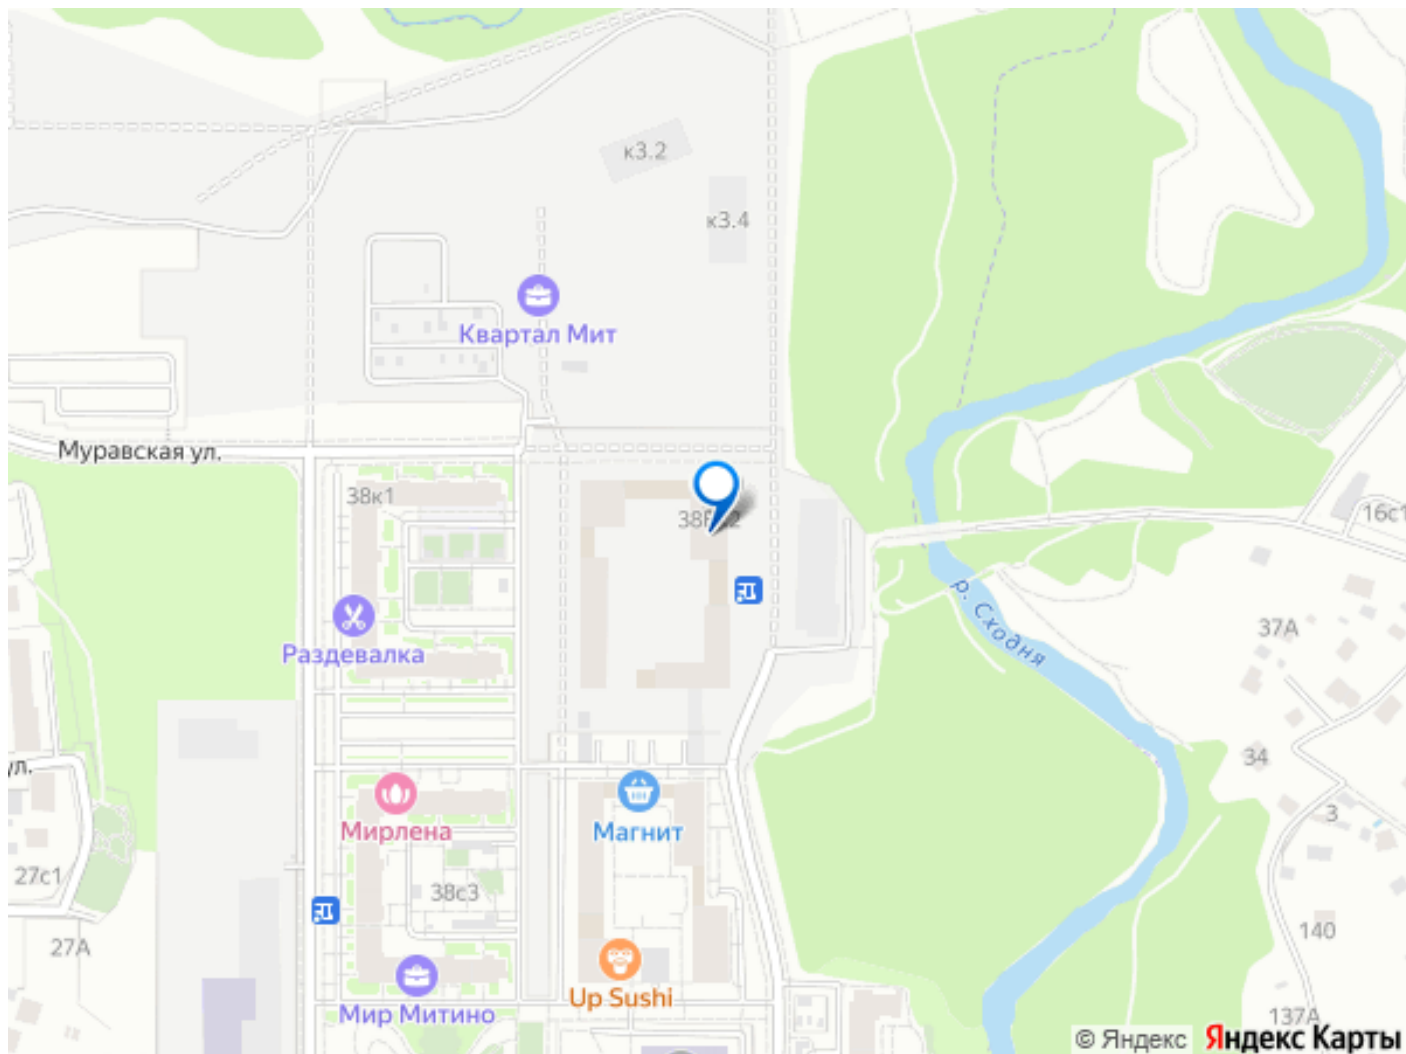 к3.2
к3.4
Квартал Мит
Муравская ул.
38к1
16с1
р. Сходня
37А
Раздевалка
34
ул.
3
Мирлена
Магнит
27с1
38с3
140
27А
Up Sushi
Мир Митино
137А
© Яндекс Яндекс Карты